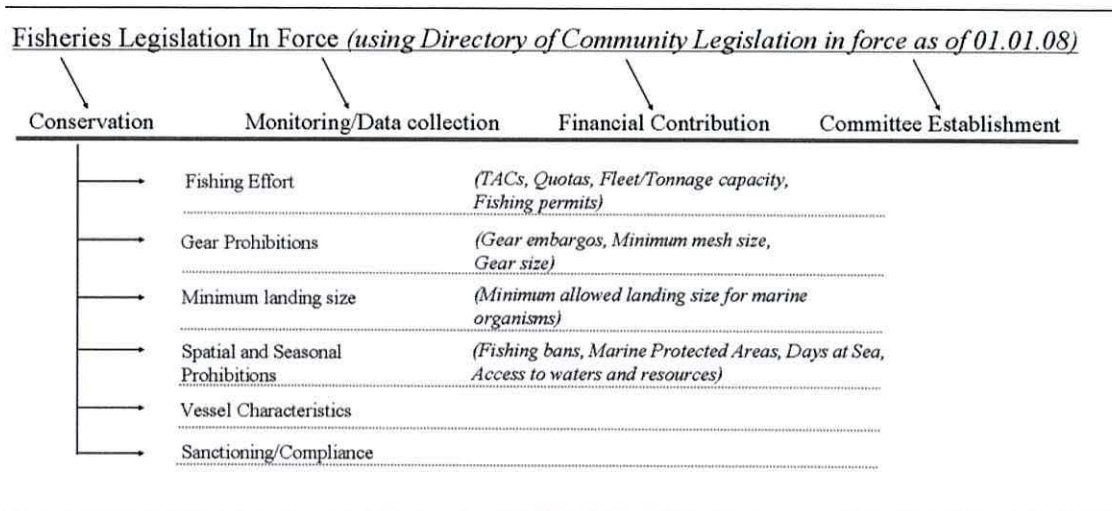 Fisheries Legislation In Force (using Directory of Community Legislation in force as of 01.01.08)
Conservation Monitoring/Data collection Financial Contribution Committee Establishment
Fishing Effort (TACs, Quotas, Fleet/Tonnage capacity,
Fishing permits)
Gear Prohibitions (Gear embargos, Minimum mesh size,
Gear size)
Minimum landing size (Minimum allowed landing size for marine
organisms)
Spatial and Seasonal (Fishing bans, Marine Protected Areas, Days at Sea,
Prohibitions Access to waters and resources)
Vessel Characteristics
Sanctioning/Compliance